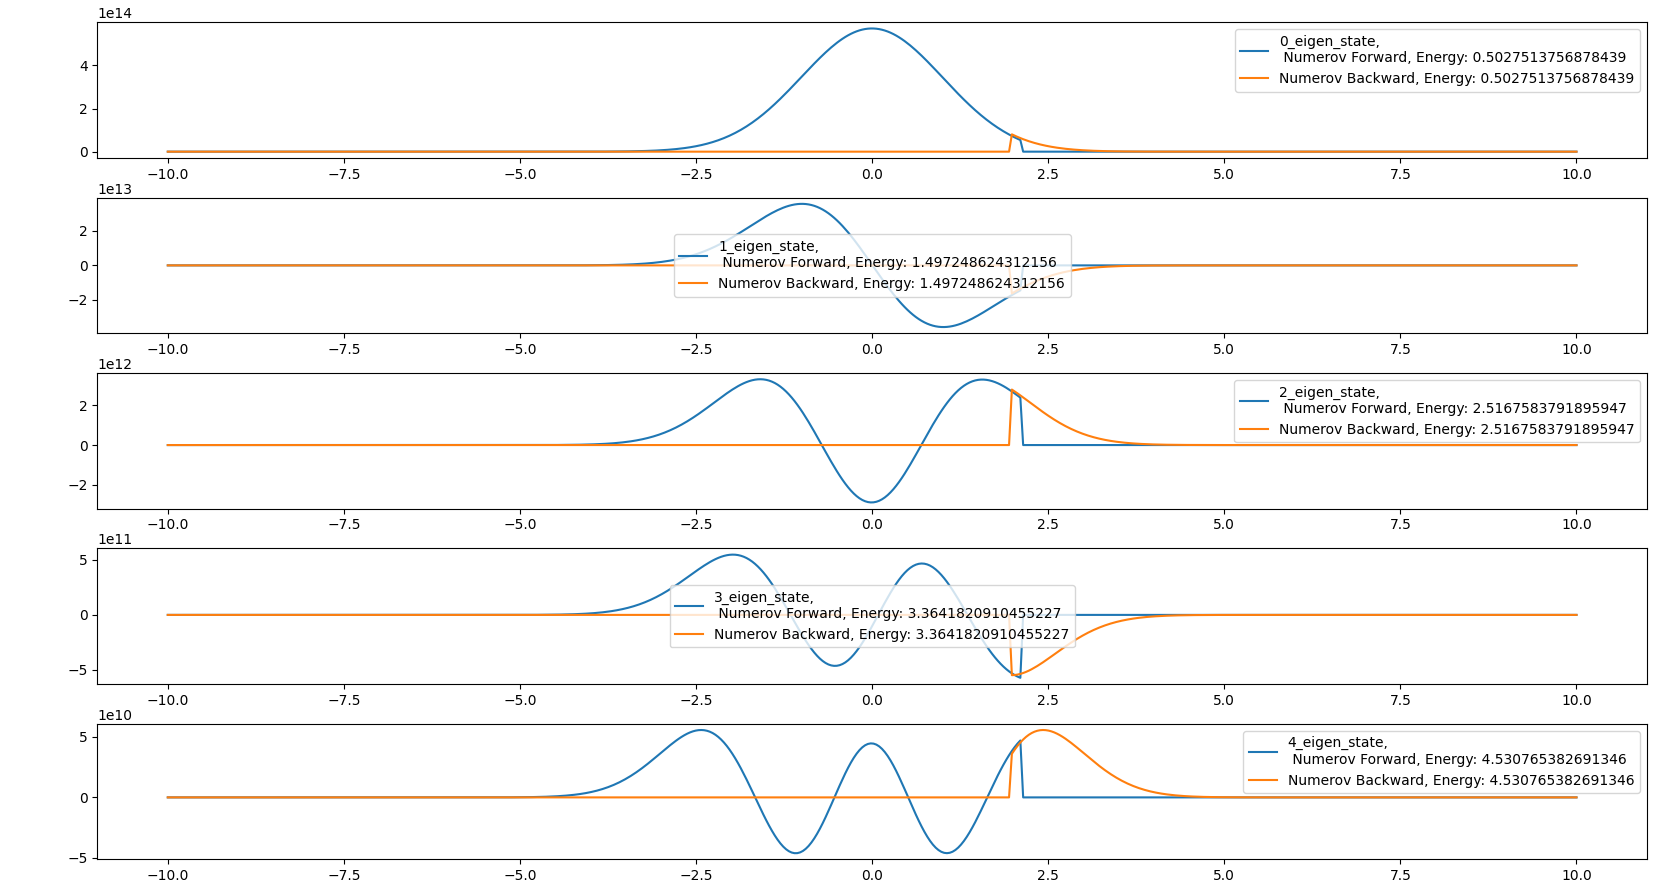 1e14
4
2
0
0_eigen_state,
Numerov Forward, Energy: 0.5027513756878439
Numerov Backward, Energy: 0.5027513756878439
−10.0 −7.5 −5.0 −2.5 0.0 2.5 5.0 7.5 10.0
1e13
2
0
−2
1_eigen_state,
Numerov Forward, Energy: 1.497248624312156
Numerov Backward, Energy: 1.497248624312156
−10.0 −7.5 −5.0 −2.5 0.0 2.5 5.0 7.5 10.0
1e12
2
0
−2
2_eigen_state,
Numerov Forward, Energy: 2.5167583791895947
Numerov Backward, Energy: 2.5167583791895947
−10.0 −7.5 −5.0 −2.5 0.0 2.5 5.0 7.5 10.0
1e11
5
0
−5
3_eigen_state,
Numerov Forward, Energy: 3.3641820910455227
Numerov Backward, Energy: 3.3641820910455227
−10.0 −7.5 −5.0 −2.5 0.0 2.5 5.0 7.5 10.0
1e10
5
0
−5
4_eigen_state,
Numerov Forward, Energy: 4.530765382691346
Numerov Backward, Energy: 4.530765382691346
−10.0 −7.5 −5.0 −2.5 0.0 2.5 5.0 7.5 10.0